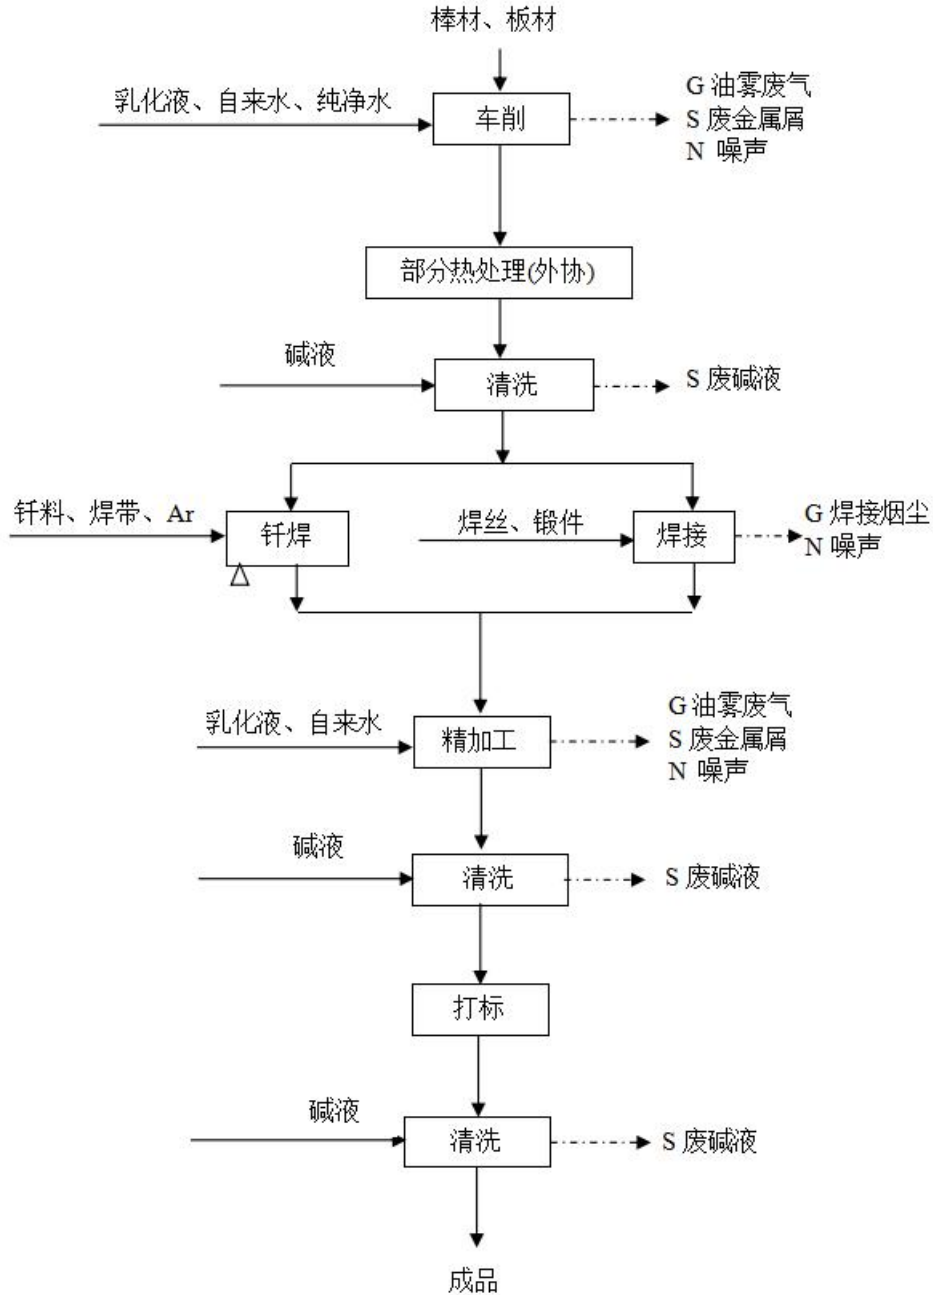 棒材、板材
乳化液、自来水、纯净水
车削
G 油雾废气
S 废金属屑
N 噪声
部分热处理(外协)
碱液
清洗
S 废碱液
钎料、焊带、Ar
钎焊
焊丝、锻件
焊接
G 焊接烟尘
N 噪声
乳化液、自来水
精加工
G 油雾废气
S 废金属屑
N 噪声
碱液
清洗
S 废碱液
打标
碱液
清洗
S 废碱液
成品